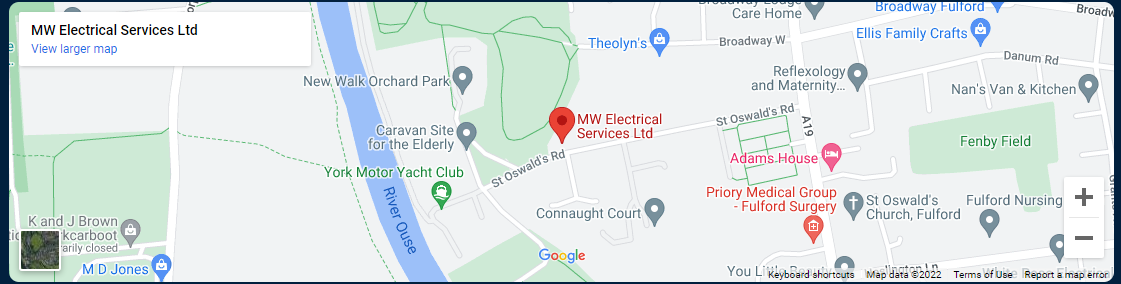 MW Electrical Services Ltd
View larger map
Care Home
Broadway Fulford
Broadway
Theolyn's
Broadway W
Ellis Family Crafts
Danum Rd
New Walk Orchard Park
Reflexology
and Maternity...
Nan's Van & Kitchen
MW Electrical
Services Ltd
St Oswald's Rd
A19
Caravan Site
for the Elderly
Fenby Field
St Oswald's Rd
Adams House
York Motor Yacht Club
River Ouse
Priory Medical Group
- Fulford Surgery
St Oswald's
Church, Fulford
Fulford Nursing
Connaught Court
K and J Brown
ckcarboot
rarily closed
M D Jones
Google
You Little
Keyboard shortcuts
Map data ©2022
Terms of Use
Report a map error